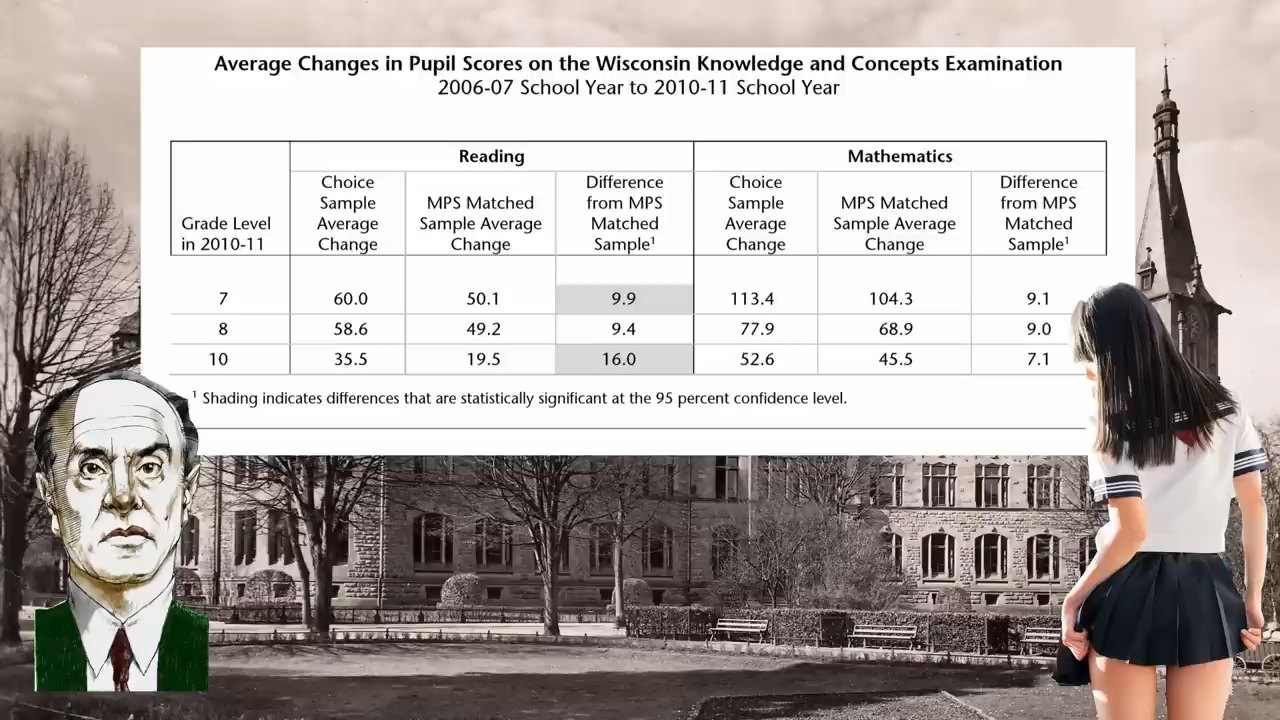 Average Changes in Pupil Scores on the Wisconsin Knowledge and Concepts Examination
2006-07 School Year to 2010-11 School Year
Reading Mathematics
Grade Level
in 2010-11
Choice
Sample
Average
Change
MPS Matched
Sample Average
Change
Difference
from MPS
Matched
Sample¹
Choice
Sample
Average
Change
MPS Matched
Sample Average
Change
Difference
from MPS
Matched
Sample¹
7 60.0 50.1 9.9 113.4 104.3 9.1
8 58.6 49.2 9.4 77.9 68.9 9.0
10 35.5 19.5 16.0 52.6 45.5 7.1
¹ Shading indicates differences that are statistically significant at the 95 percent confidence level.